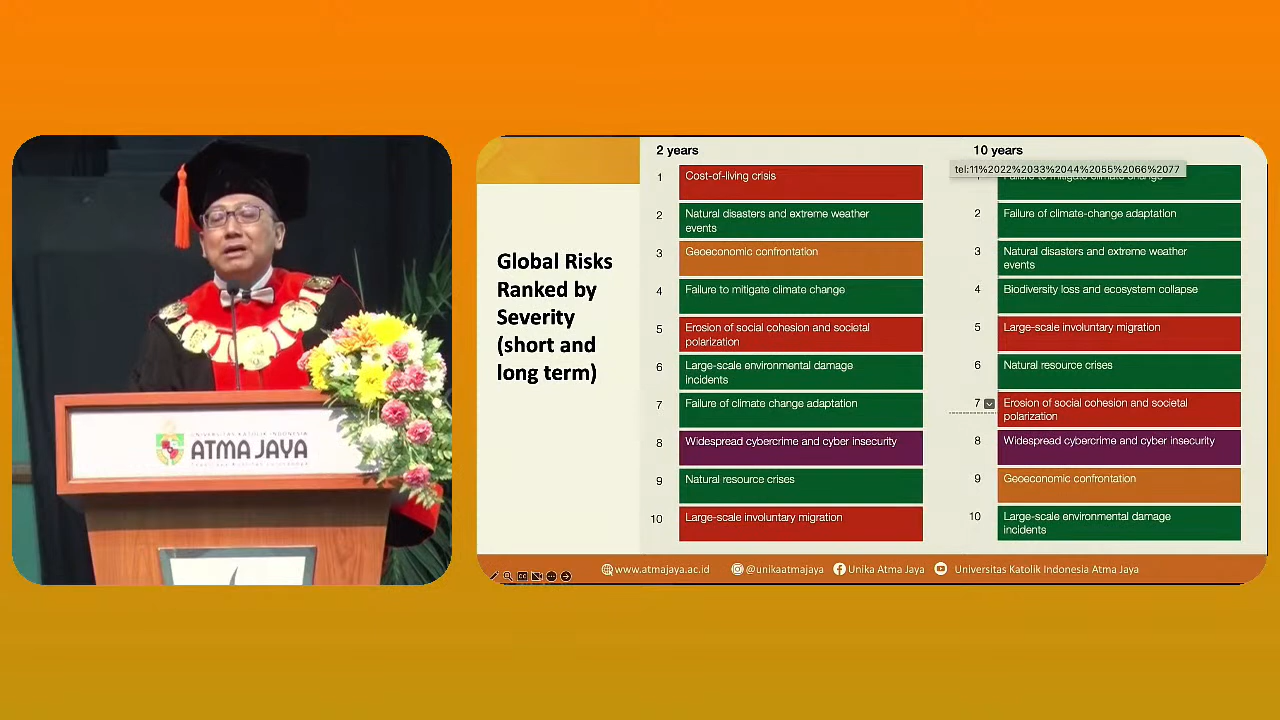 UNIVERSITAS KATOLIK INDONESIA
ATMA JAYA
Global Risks
Ranked by
Severity
(short and
long term)
2 years
1 Cost-of-living crisis
2 Natural disasters and extreme weather
events
3 Geoeconomic confrontation
4 Failure to mitigate climate change
5 Erosion of social cohesion and societal
polarization
6 Large-scale environmental damage
incidents
7 Failure of climate change adaptation
8 Widespread cybercrime and cyber insecurity
9 Natural resource crises
10 Large-scale involuntary migration
10 years
tel:11%2022%2033%2044%2055%2066%2077
Failure to mitigate climate change
2 Failure of climate-change adaptation
3 Natural disasters and extreme weather
events
4 Biodiversity loss and ecosystem collapse
5 Large-scale involuntary migration
6 Natural resource crises
7 Erosion of social cohesion and societal
polarization
8 Widespread cybercrime and cyber insecurity
9 Geoeconomic confrontation
10 Large-scale environmental damage
incidents
www.atmajaya.ac.id @unikaatmajaya Unika Atma Jaya Universitas Katolik Indonesia Atma Jaya